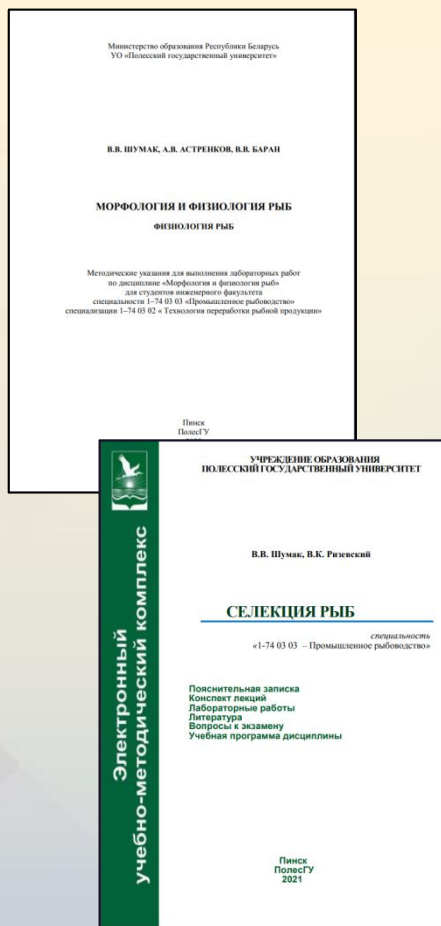 Министерство образования Республики Беларусь
УО «Полесский государственный университет»
В.В. ШУМАК, А.В. АСТРЕНКОВ, В.В. БАРАН
МОРФОЛОГИЯ И ФИЗИОЛОГИЯ РЫБ
ФИЗИОЛОГИЯ РЫБ
Методические указания для выполнения лабораторных работ
по дисциплине «Морфология и физиология рыб»
для студентов инженерного факультета
специальности 1–74 03 03 «Промышленное рыбоводство»
специализации 1–74 03 02 « Технология переработки рыбной продукции»
Пинск
ПолесГУ
Электронный
учебно-методический комплекс
УЧРЕЖДЕНИЕ ОБРАЗОВАНИЯ
ПОЛЕССКИЙ ГОСУДАРСТВЕННЫЙ УНИВЕРСИТЕТ
В.В. Шумак, В.К. Ризевский
СЕЛЕКЦИЯ РЫБ
специальность
«1-74 03 03 – Промышленное рыбоводство»
Пояснительная записка
Конспект лекций
Лабораторные работы
Литература
Вопросы к экзамену
Учебная программа дисциплины
Пинск
ПолесГУ
2021